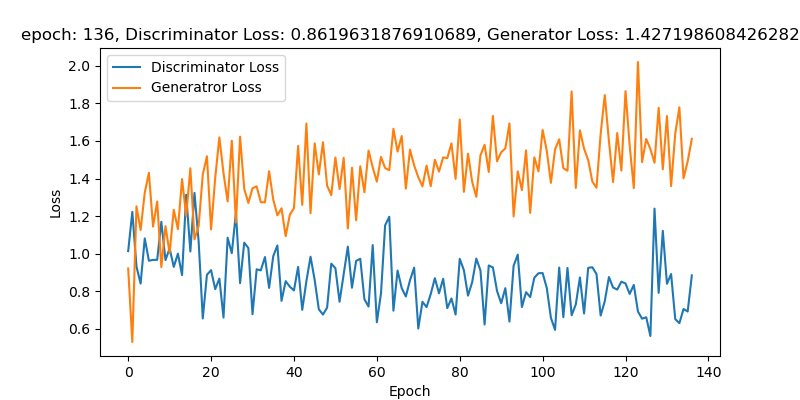 epoch: 136, Discriminator Loss: 0.8619631876910689, Generator Loss: 1.427198608426282
Discriminator Loss
Generatror Loss
2.0
1.8
1.6
1.4
1.2
1.0
0.8
0.6
Loss
0 20 40 60 80 100 120 140
Epoch